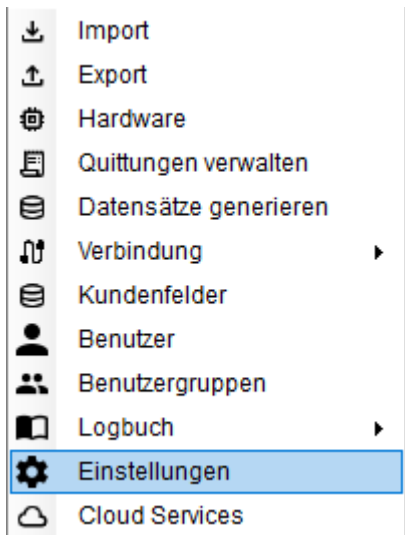 Import
Export
Hardware
Quittungen verwalten
Datensätze generieren
Verbindung
Kundenfelder
Benutzer
Benutzergruppen
Logbuch
Einstellungen
Cloud Services